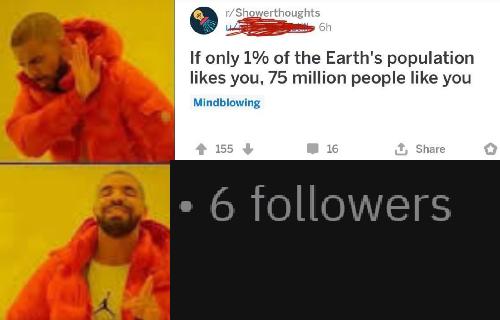 r/Showerthoughts
u/
6h
If only 1% of the Earth's population
likes you, 75 million people like you
Mindblowing
155
16
Share
• 6 followers